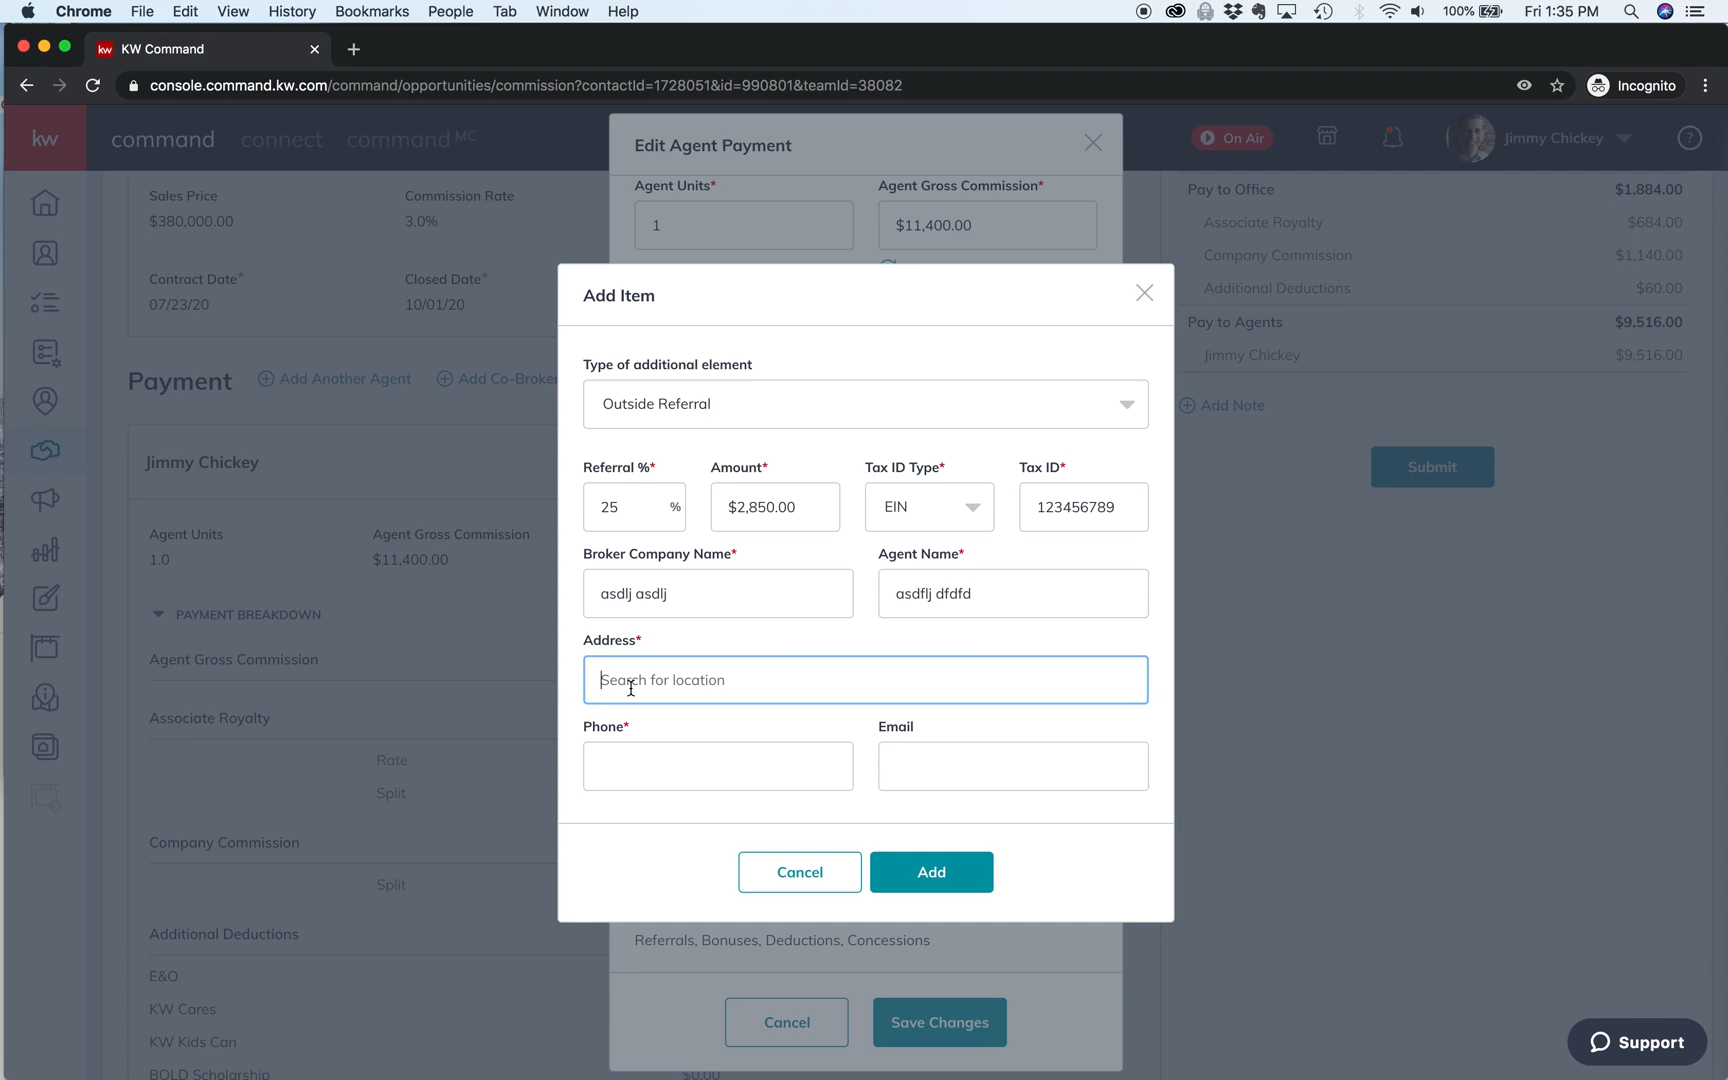 Chrome File Edit View History Bookmarks People Tab Window Help 100% Fri 1:35 PM
kw KW Command
console.command.kw.com/command/opportunities/commission?contactId=1728051&id=990801&teamId=38082 Incognito
kw command connect command MC On Air Jimmy Chickey ?
Edit Agent Payment
Agent Units* Agent Gross Commission*
1 $11,400.00
Sales Price Commission Rate
$380,000.00 3.0%
Contract Date* Closed Date*
07/23/20 10/01/20
Payment Add Another Agent Add Co-Broker
Jimmy Chickey
Agent Units Agent Gross Commission
1.0 $11,400.00
PAYMENT BREAKDOWN
Agent Gross Commission
Associate Royalty
Rate
Split
Company Commission
Split
Additional Deductions
E&O
KW Cares
KW Kids Can
BOLD Scholarship $0.00
Add Item
Type of additional element
Outside Referral
Referral %* Amount* Tax ID Type* Tax ID*
25 % $2,850.00 EIN 123456789
Broker Company Name* Agent Name*
asdlj asdlj asdflj dfdfd
Address*
Search for location
Phone* Email
Cancel Add
Referrals, Bonuses, Deductions, Concessions
Cancel Save Changes
Pay to Office $1,884.00
Associate Royalty $684.00
Company Commission $1,140.00
Additional Deductions $60.00
Pay to Agents $9,516.00
Jimmy Chickey $9,516.00
Add Note
Submit
Support